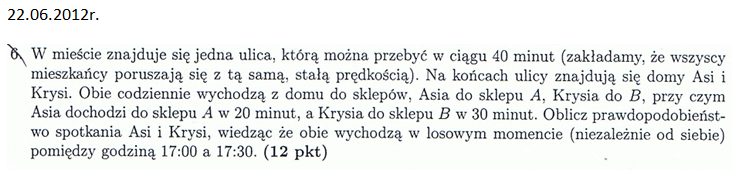 22.06.2012r.
6. W mieście znajduje się jedna ulica, którą można przebyć w ciągu 40 minut (zakładamy, że wszyscy
mieszkańcy poruszają się z tą samą, stałą prędkością). Na końcach ulicy znajdują się domy Asi i
Krysi. Obie codziennie wychodzą z domu do sklepów, Asia do sklepu A, Krysia do B, przy czym
Asia dochodzi do sklepu A w 20 minut, a Krysia do sklepu B w 30 minut. Oblicz prawdopodobieńst-
wo spotkania Asi i Krysi, wiedząc że obie wychodzą w losowym momencie (niezależnie od siebie)
pomiędzy godziną 17:00 a 17:30. (12 pkt)